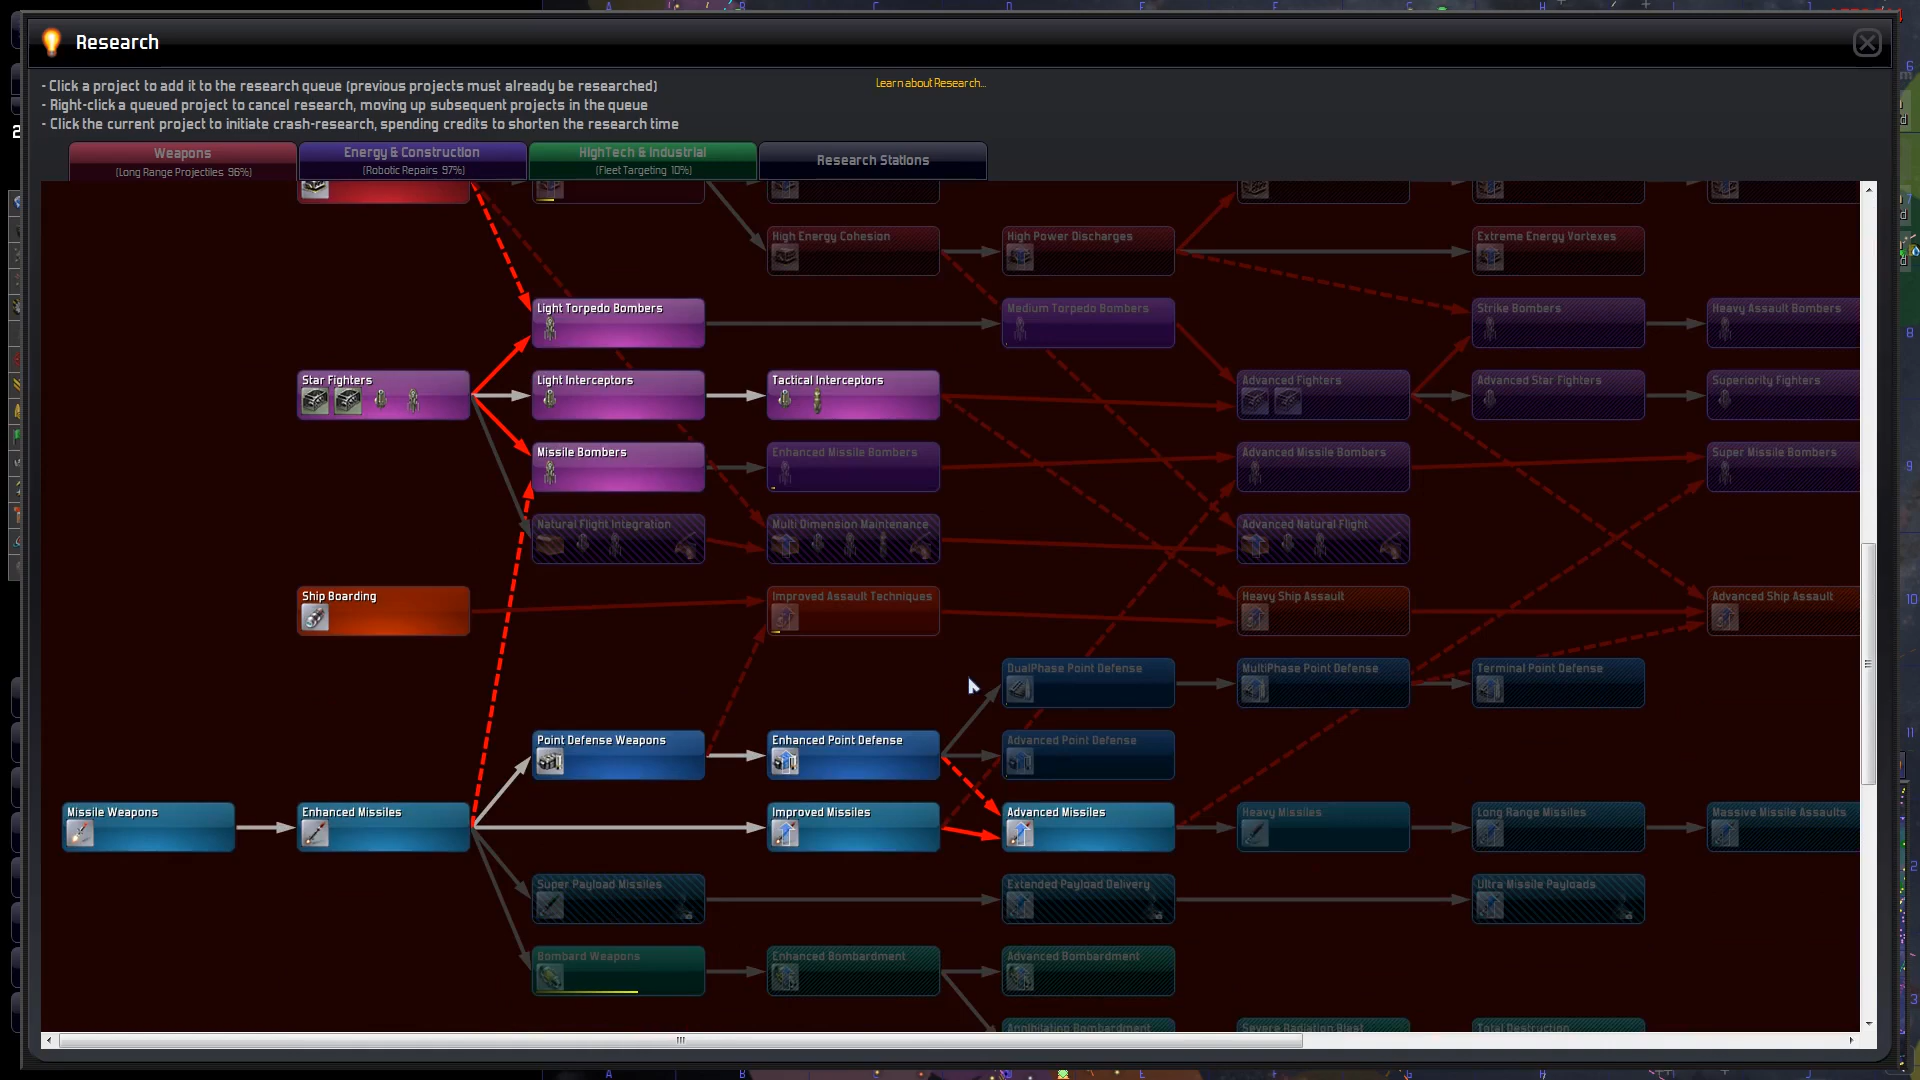 Research
- Click a project to add it to the research queue (previous projects must already be researched)
Learn about Research...
- Right-click a queued project to cancel research, moving up subsequent projects in the queue
- Click the current project to initiate crash-research, spending credits to shorten the research time
Weapons
(Long Range Projectiles 96%)
Energy & Construction
(Robotic Repairs 97%)
HighTech & Industrial
(Fleet Targeting 10%)
Research Stations
High Energy Cohesion
High Power Discharges
Extreme Energy Vortexes
Light Torpedo Bombers
Medium Torpedo Bombers
Strike Bombers
Heavy Assault Bombers
Star Fighters
Light Interceptors
Tactical Interceptors
Advanced Fighters
Advanced Star Fighters
Superiority Fighters
Missile Bombers
Enhanced Missile Bombers
Advanced Missile Bombers
Super Missile Bombers
Natural Flight Integration
Multi Dimension Maintenance
Advanced Natural Flight
Ship Boarding
Improved Assault Techniques
Heavy Ship Assault
Advanced Ship Assault
DualPhase Point Defense
MultiPhase Point Defense
Terminal Point Defense
Point Defense Weapons
Enhanced Point Defense
Advanced Point Defense
Missile Weapons
Enhanced Missiles
Improved Missiles
Advanced Missiles
Heavy Missiles
Long Range Missiles
Massive Missile Assaults
Super Payload Missiles
Extended Payload Delivery
Ultra Missile Payloads
Bombard Weapons
Enhanced Bombardment
Advanced Bombardment
Annihilating Bombardment
Severe Radiation Blast
Total Destruction